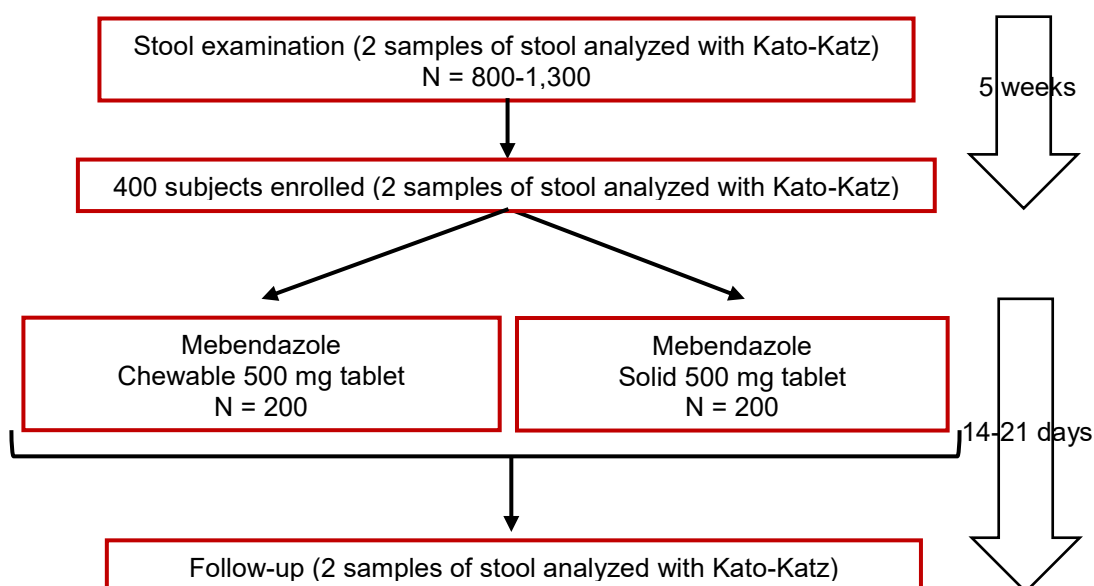 Stool examination (2 samples of stool analyzed with Kato-Katz)
N = 800-1,300
5 weeks
400 subjects enrolled (2 samples of stool analyzed with Kato-Katz)
Mebendazole
Chewable 500 mg tablet
N = 200
Mebendazole
Solid 500 mg tablet
N = 200
14-21 days
Follow-up (2 samples of stool analyzed with Kato-Katz)